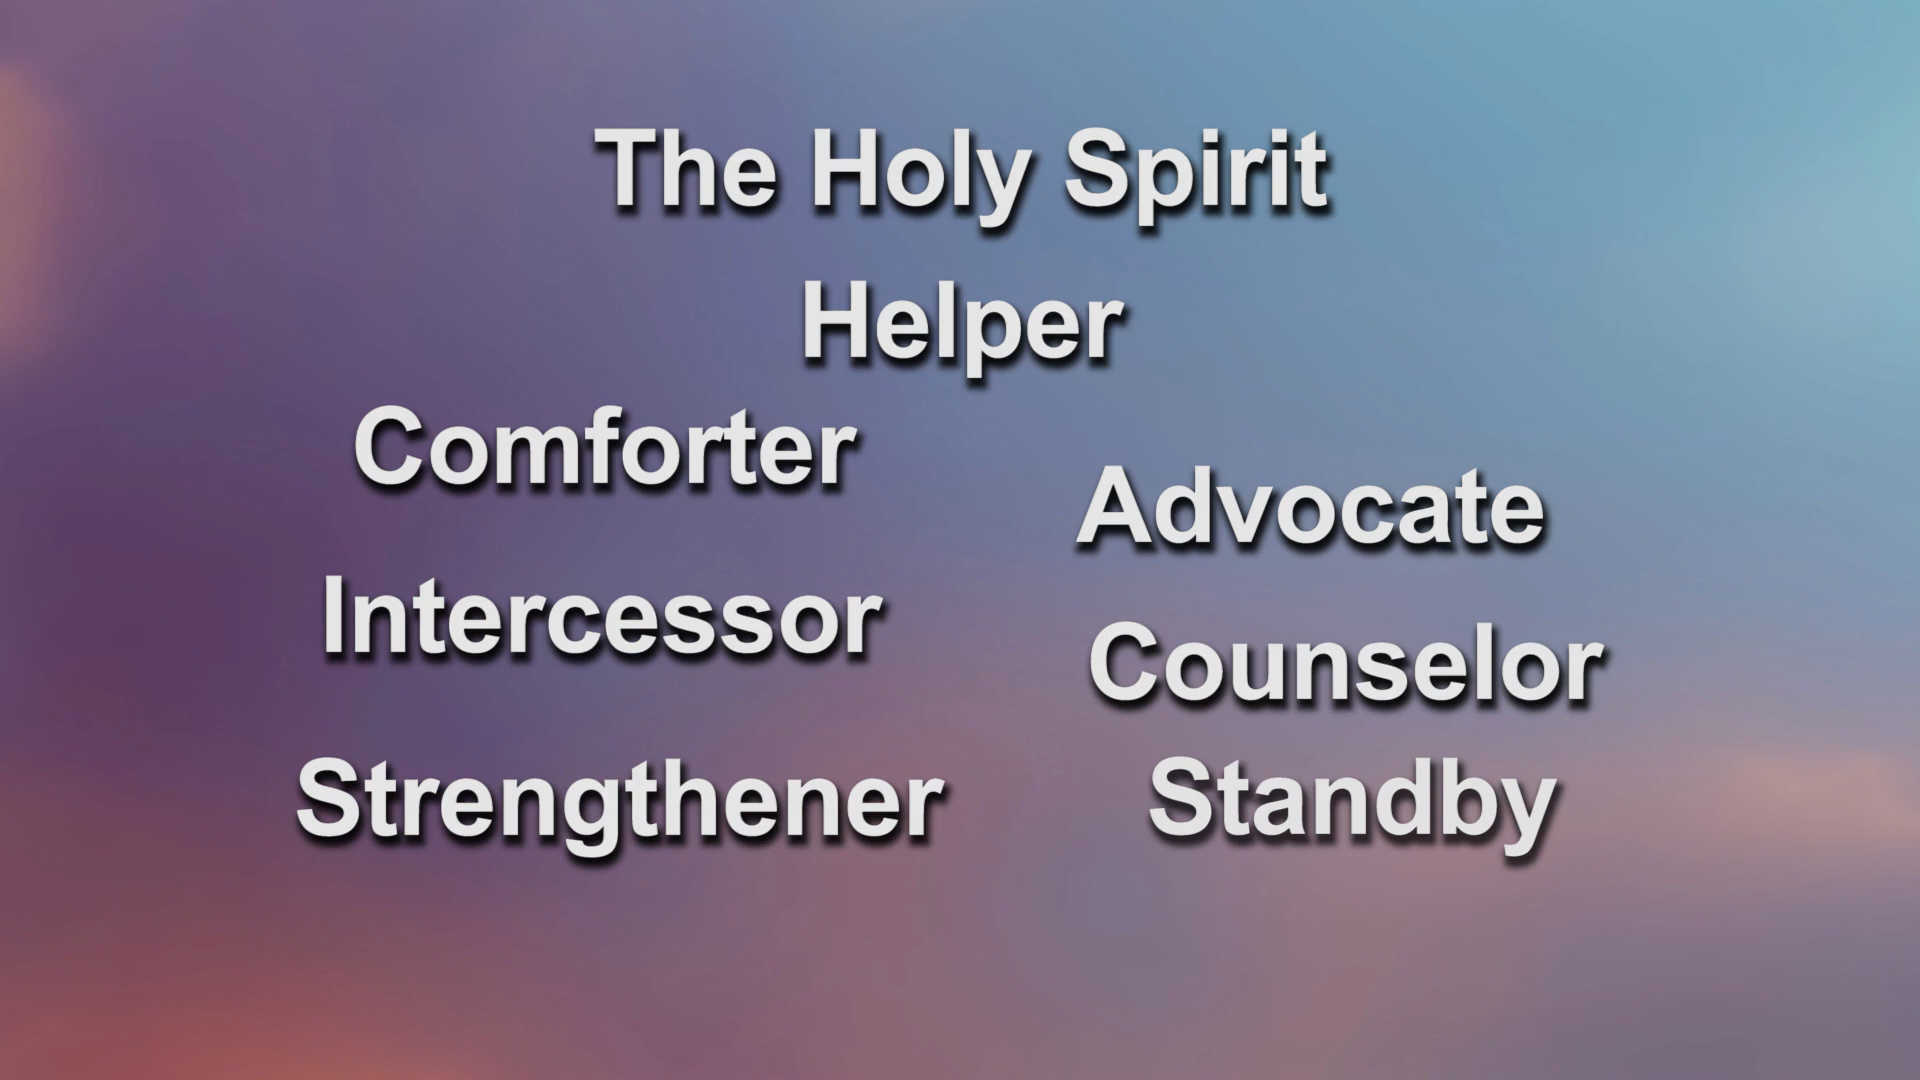 The Holy Spirit
Helper
Comforter
Advocate
Intercessor
Counselor
Strengthener
Standby